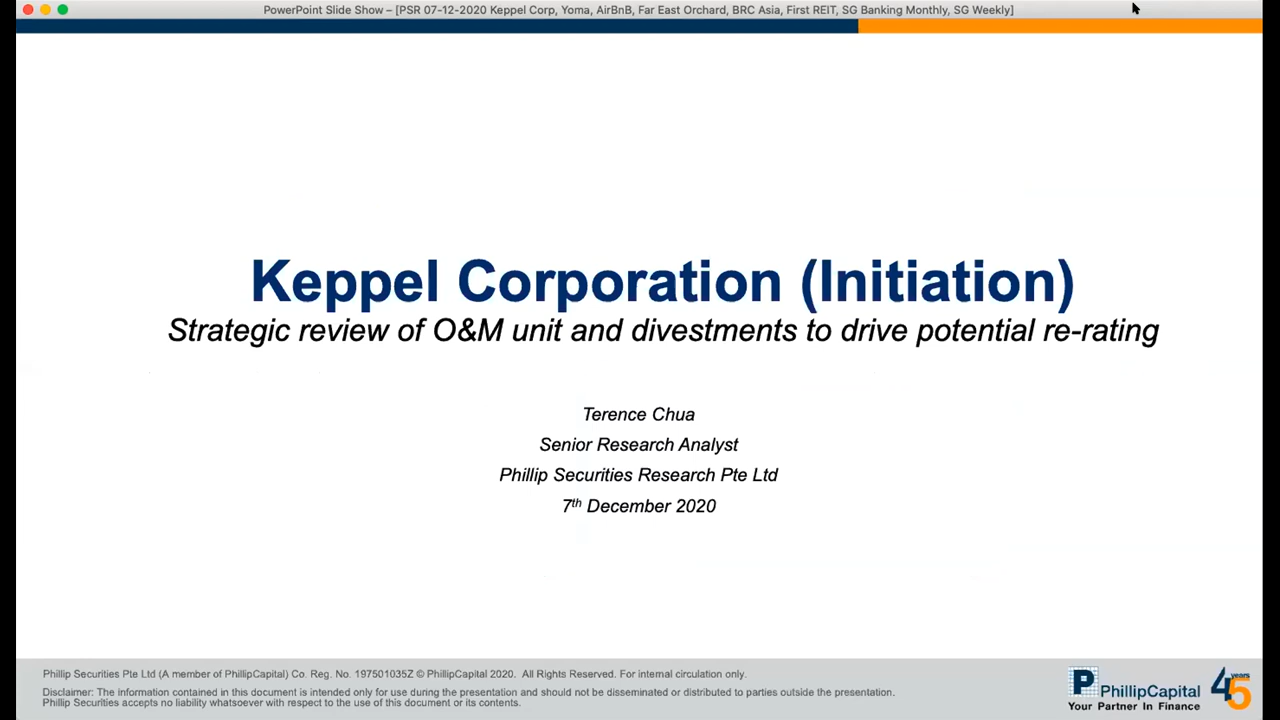 PowerPoint Slide Show – [PSR 07-12-2020 Keppel Corp, Yoma, AirBnB, Far East Orchard, BRC Asia, First REIT, SG Banking Monthly, SG Weekly]
Keppel Corporation (Initiation)
Strategic review of O&M unit and divestments to drive potential re-rating
Terence Chua
Senior Research Analyst
Phillip Securities Research Pte Ltd
7th December 2020
Phillip Securities Pte Ltd (A member of PhillipCapital) Co. Reg. No. 197501035Z © PhillipCapital 2020. All Rights Reserved. For internal circulation only.
Disclaimer: The information contained in this document is intended only for use during the presentation and should not be disseminated or distributed to parties outside the presentation.
Phillip Securities accepts no liability whatsoever with respect to the use of this document or its contents.
P PhillipCapital
Your Partner In Finance
45 years